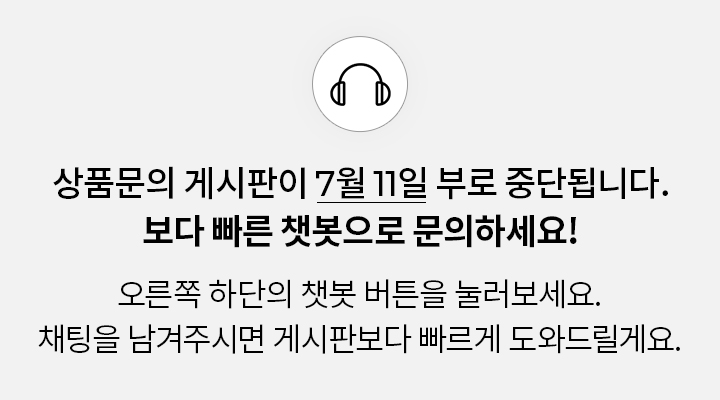 상품문의 게시판이 7월 11일 부로 중단됩니다.
보다 빠른 챗봇으로 문의하세요!
오른쪽 하단의 챗봇 버튼을 눌러보세요.
채팅을 남겨주시면 게시판보다 빠르게 도와드릴게요.